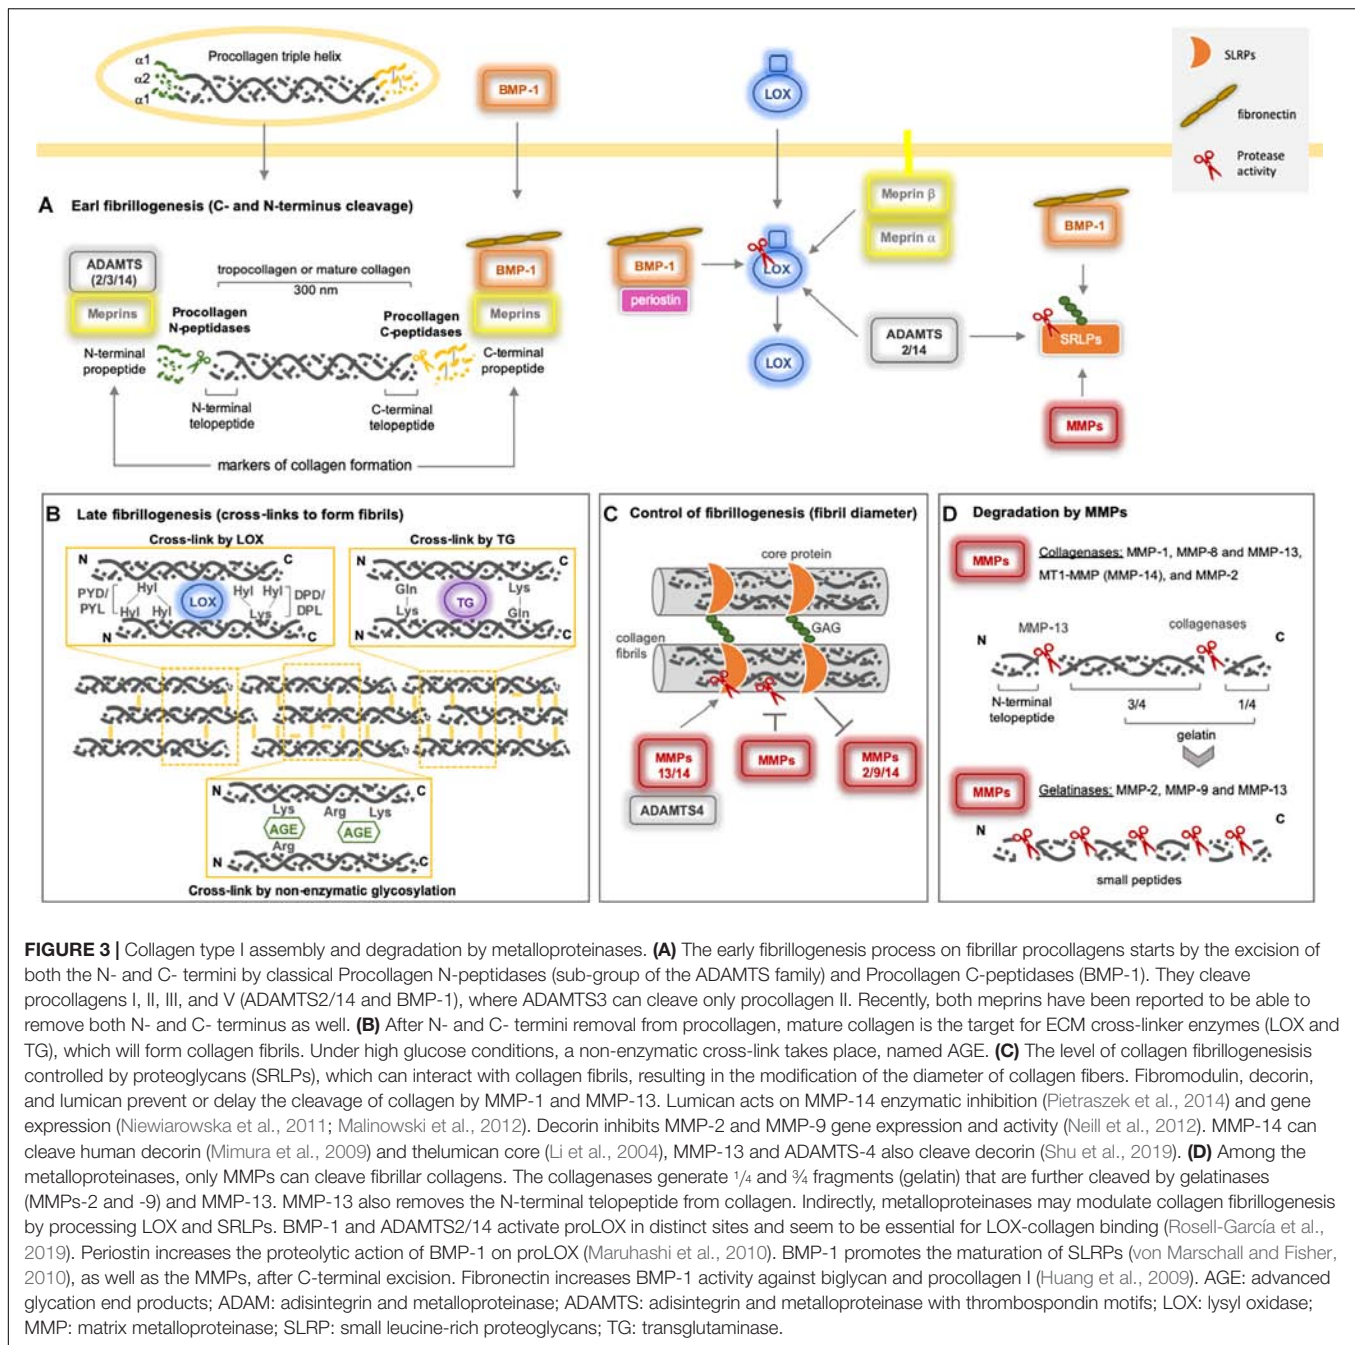 α1
α2
α1
Procollagen triple helix
BMP-1
LOX
SLRPs
fibronectin
Protease
activity
A Earl fibrillogenesis (C- and N-terminus cleavage)
ADAMTS
(2/3/14)
Meprins
tropocollagen or mature collagen
300 nm
Procollagen
N-peptidases
Procollagen
C-peptidases
BMP-1
Meprins
N-terminal
propeptide
C-terminal
propeptide
N-terminal
telopeptide
C-terminal
telopeptide
markers of collagen formation
BMP-1
periostin
LOX
LOX
Meprin β
Meprin α
ADAMTS
2/14
BMP-1
SRLPs
MMPs
B Late fibrillogenesis (cross-links to form fibrils)
Cross-link by LOX
N C
PYD/
PYL
Hyl
Hyl Hyl
LOX
Hyl Hyl
Lys
DPD/
DPL
N C
Cross-link by TG
N C
Gln
Lys
TG
Lys
Gln
N C
N C
Lys Arg Lys
AGE AGE
Arg
N C
Cross-link by non-enzymatic glycosylation
C Control of fibrillogenesis (fibril diameter)
core protein
GAG
collagen
fibrils
MMPs
13/14
ADAMTS4
MMPs
MMPs
2/9/14
D Degradation by MMPs
MMPs
Collagenases: MMP-1, MMP-8 and MMP-13,
MT1-MMP (MMP-14), and MMP-2
N MMP-13 collagenases C
N-terminal
telopeptide
3/4 1/4
gelatin
MMPs
Gelatinases: MMP-2, MMP-9 and MMP-13
N C
small peptides
FIGURE 3 | Collagen type I assembly and degradation by metalloproteinases. (A) The early fibrillogenesis process on fibrillar procollagens starts by the excision of
both the N- and C- termini by classical Procollagen N-peptidases (sub-group of the ADAMTS family) and Procollagen C-peptidases (BMP-1). They cleave
procollagens I, II, III, and V (ADAMTS2/14 and BMP-1), where ADAMTS3 can cleave only procollagen II. Recently, both meprins have been reported to be able to
remove both N- and C- terminus as well. (B) After N- and C- termini removal from procollagen, mature collagen is the target for ECM cross-linker enzymes (LOX and
TG), which will form collagen fibrils. Under high glucose conditions, a non-enzymatic cross-link takes place, named AGE. (C) The level of collagen fibrillogenesisis
controlled by proteoglycans (SRLPs), which can interact with collagen fibrils, resulting in the modification of the diameter of collagen fibers. Fibromodulin, decorin,
and lumican prevent or delay the cleavage of collagen by MMP-1 and MMP-13. Lumican acts on MMP-14 enzymatic inhibition (Pietraszek et al., 2014) and gene
expression (Niewiarowska et al., 2011; Malinowski et al., 2012). Decorin inhibits MMP-2 and MMP-9 gene expression and activity (Neill et al., 2012). MMP-14 can
cleave human decorin (Mimura et al., 2009) and thelumican core (Li et al., 2004), MMP-13 and ADAMTS-4 also cleave decorin (Shu et al., 2019). (D) Among the
metalloproteinases, only MMPs can cleave fibrillar collagens. The collagenases generate 1/4 and ¾ fragments (gelatin) that are further cleaved by gelatinases
(MMPs-2 and -9) and MMP-13. MMP-13 also removes the N-terminal telopeptide from collagen. Indirectly, metalloproteinases may modulate collagen fibrillogenesis
by processing LOX and SRLPs. BMP-1 and ADAMTS2/14 activate proLOX in distinct sites and seem to be essential for LOX-collagen binding (Rosell-García et al.,
2019). Periostin increases the proteolytic action of BMP-1 on proLOX (Maruhashi et al., 2010). BMP-1 promotes the maturation of SLRPs (von Marschall and Fisher,
2010), as well as the MMPs, after C-terminal excision. Fibronectin increases BMP-1 activity against biglycan and procollagen I (Huang et al., 2009). AGE: advanced
glycation end products; ADAM: adisintegrin and metalloproteinase; ADAMTS: adisintegrin and metalloproteinase with thrombospondin motifs; LOX: lysyl oxidase;
MMP: matrix metalloproteinase; SLRP: small leucine-rich proteoglycans; TG: transglutaminase.